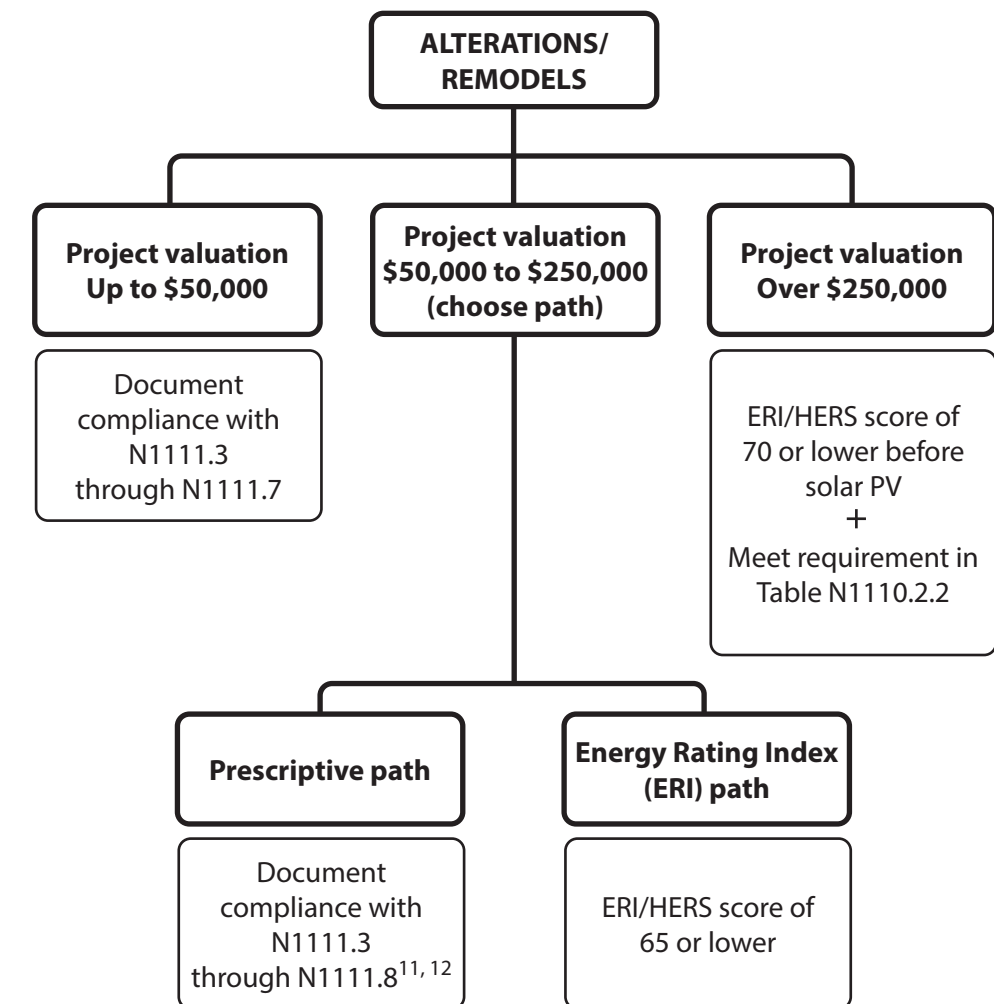 ALTERATIONS/
REMODELS
Project valuation
Up to $50,000
Document
compliance with
N1111.3
through N1111.7
Project valuation
$50,000 to $250,000
(choose path)
Project valuation
Over $250,000
ERI/HERS score of
70 or lower before
solar PV
+
Meet requirement in
Table N1110.2.2
Prescriptive path
Document
compliance with
N1111.3
through N1111.8¹¹, ¹²
Energy Rating Index
(ERI) path
ERI/HERS score of
65 or lower